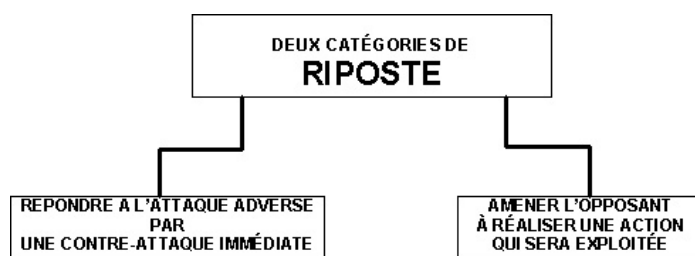 DEUX CATÉGORIES DE
RIPOSTE
REPONDRE A L'ATTAQUE ADVERSE
PAR
UNE CONTRE-ATTAQUE IMMÉDIATE
AMENER L'OPPOSANT
À RÉALISER UNE ACTION
QUI SERA EXPLOITÉE